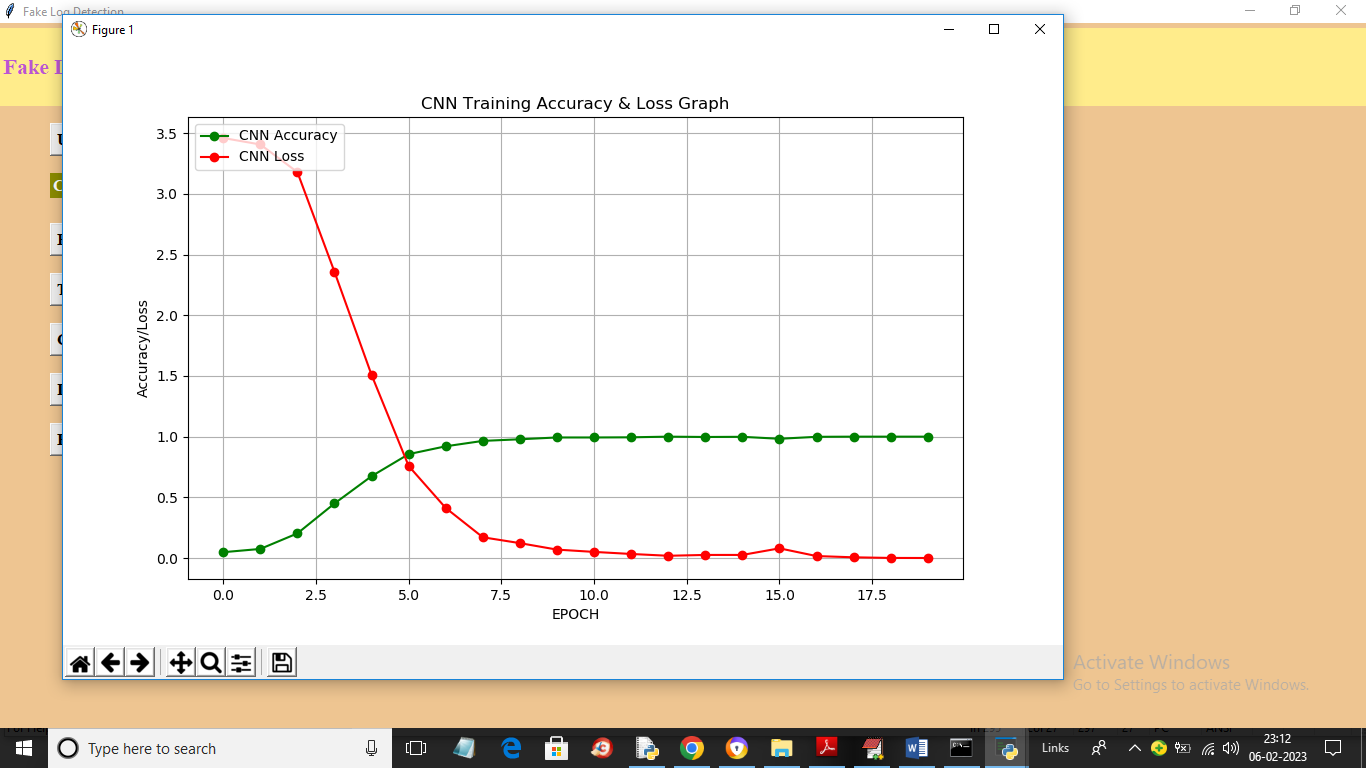 Fake Log Detection
Figure 1
Fake
CNN Training Accuracy & Loss Graph
CNN Accuracy
CNN Loss
3.5
3.0
2.5
2.0
1.5
1.0
0.5
0.0
Accuracy/Loss
0.0 2.5 5.0 7.5 10.0 12.5 15.0 17.5
EPOCH
Activate Windows
Go to Settings to activate Windows.
Type here to search
Links
23:12
06-02-2023